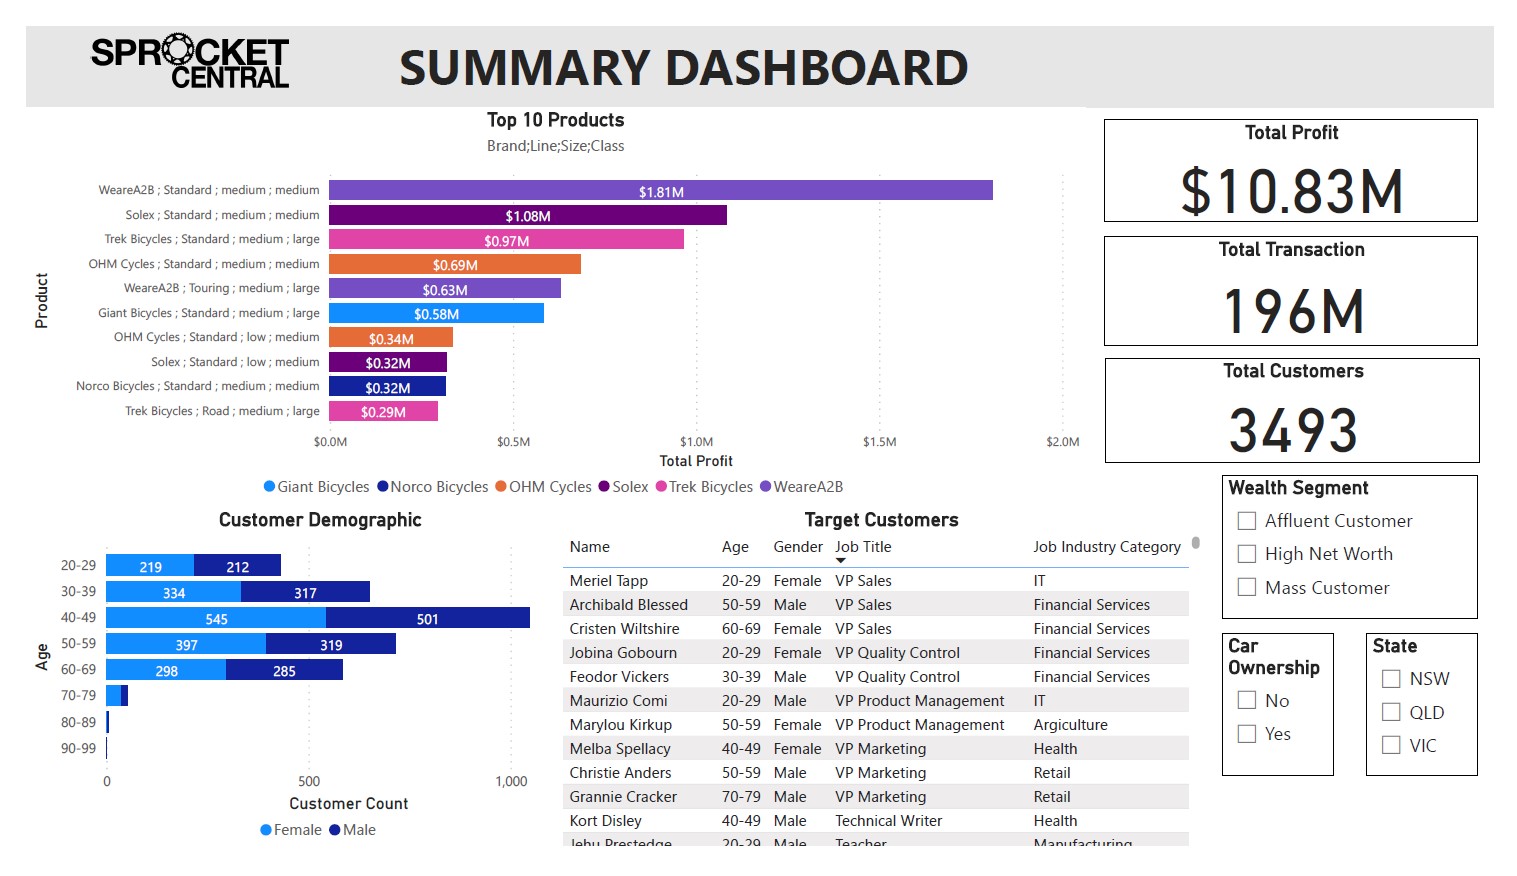 SPROCKET
CENTRAL
SUMMARY DASHBOARD
Top 10 Products
Brand;Line;Size;Class
Product
WeareA2B ; Standard ; medium ; medium $1.81M
Solex ; Standard ; medium ; medium $1.08M
Trek Bicycles ; Standard ; medium ; large $0.97M
OHM Cycles ; Standard ; medium ; medium $0.69M
WeareA2B ; Touring ; medium ; large $0.63M
Giant Bicycles ; Standard ; medium ; medium $0.58M
OHM Cycles ; Standard ; low ; medium $0.34M
Solex ; Standard ; low ; medium $0.32M
Norco Bicycles ; Standard ; medium ; medium $0.32M
Trek Bicycles ; Road ; medium ; large $0.29M
$0.0M $0.5M $1.0M $1.5M $2.0M
Total Profit
Giant Bicycles Norco Bicycles OHM Cycles Solex Trek Bicycles WeareA2B
Total Profit
$10.83M
Total Transaction
196M
Total Customers
3493
Customer Demographic
Age
20-29 219 212
30-39 334 317
40-49 545 501
50-59 397 319
60-69 298 285
70-79
80-89
90-99
0 500 1,000
Customer Count
Female Male
Target Customers
Name Age Gender Job Title Job Industry Category
Meriel Tapp 20-29 Female VP Sales IT
Archibald Blessed 50-59 Male VP Sales Financial Services
Cristen Wiltshire 60-69 Female VP Sales Financial Services
Jobina Gobourn 20-29 Female VP Quality Control Financial Services
Feodor Vickers 30-39 Male VP Quality Control Financial Services
Maurizio Comi 20-29 Male VP Product Management IT
Marylou Kirkup 50-59 Female VP Product Management Argiculture
Melba Spellacy 40-49 Female VP Marketing Health
Christie Anders 50-59 Male VP Marketing Retail
Grannie Cracker 70-79 Male VP Marketing Retail
Kort Disley 40-49 Male Technical Writer Health
Jehu Prestedge 20-29 Male Teacher Manufacturing
Wealth Segment
Affluent Customer
High Net Worth
Mass Customer
Car
Ownership
No
Yes
State
NSW
QLD
VIC